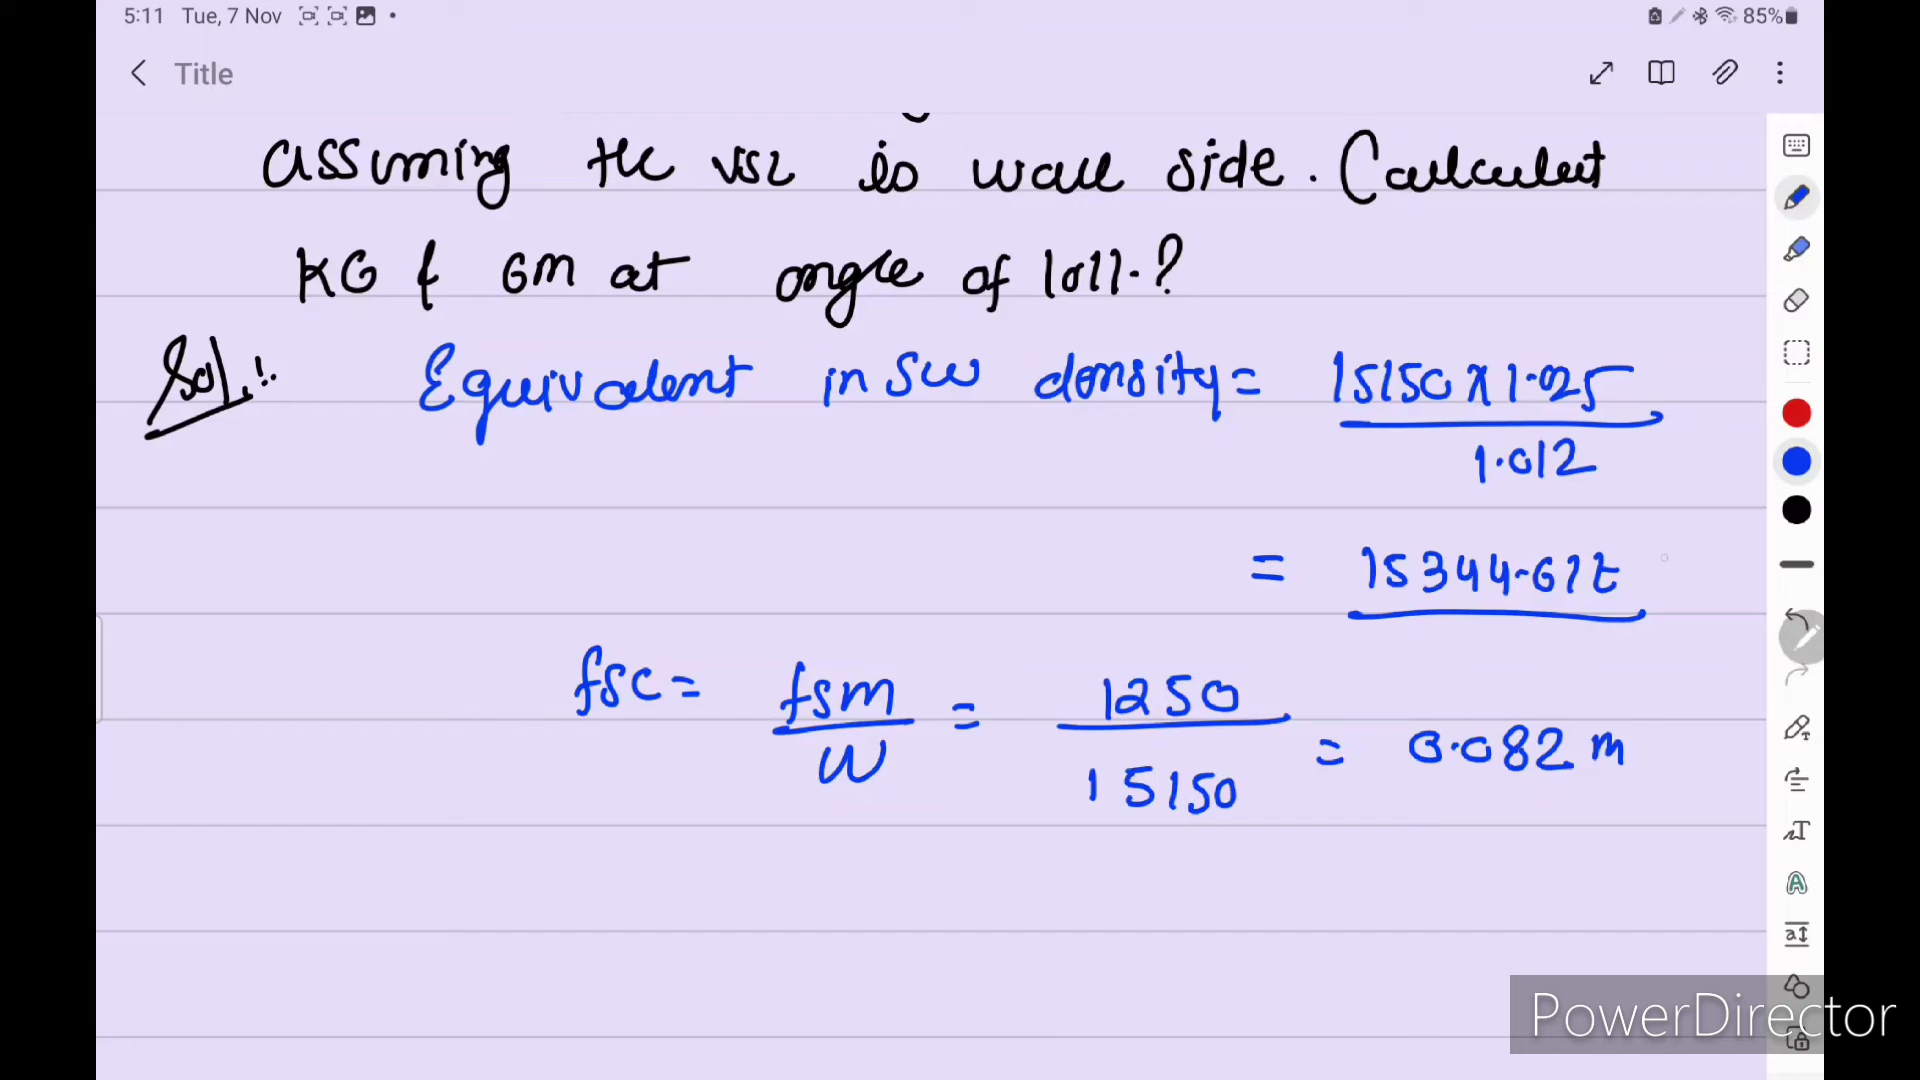 5:11 Tue, 7 Nov
85%
Title
assuming the vsl is wall side. Calculate
KG & GM at angle of loll.?
Sol.:
Equivalent in SW density = 15150 x 1.025
1.012
= 15344.61t
fsc = fsm = 1250 = 0.082 m
W 15150
PowerDirector